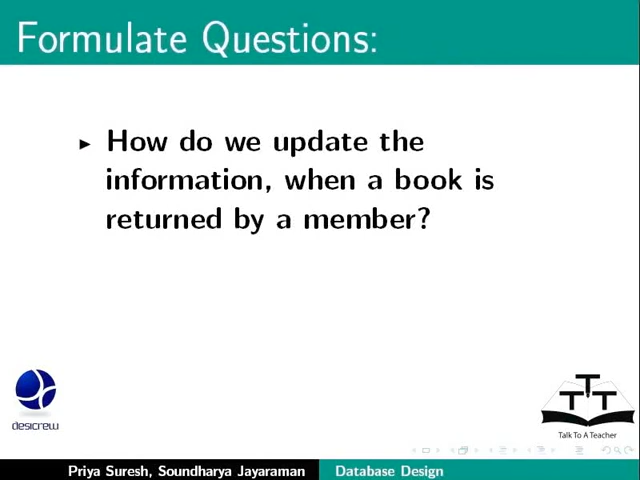 Formulate Questions:
How do we update the
information, when a book is
returned by a member?
desicrew
TTT
Talk To A Teacher
Priya Suresh, Soundharya Jayaraman Database Design